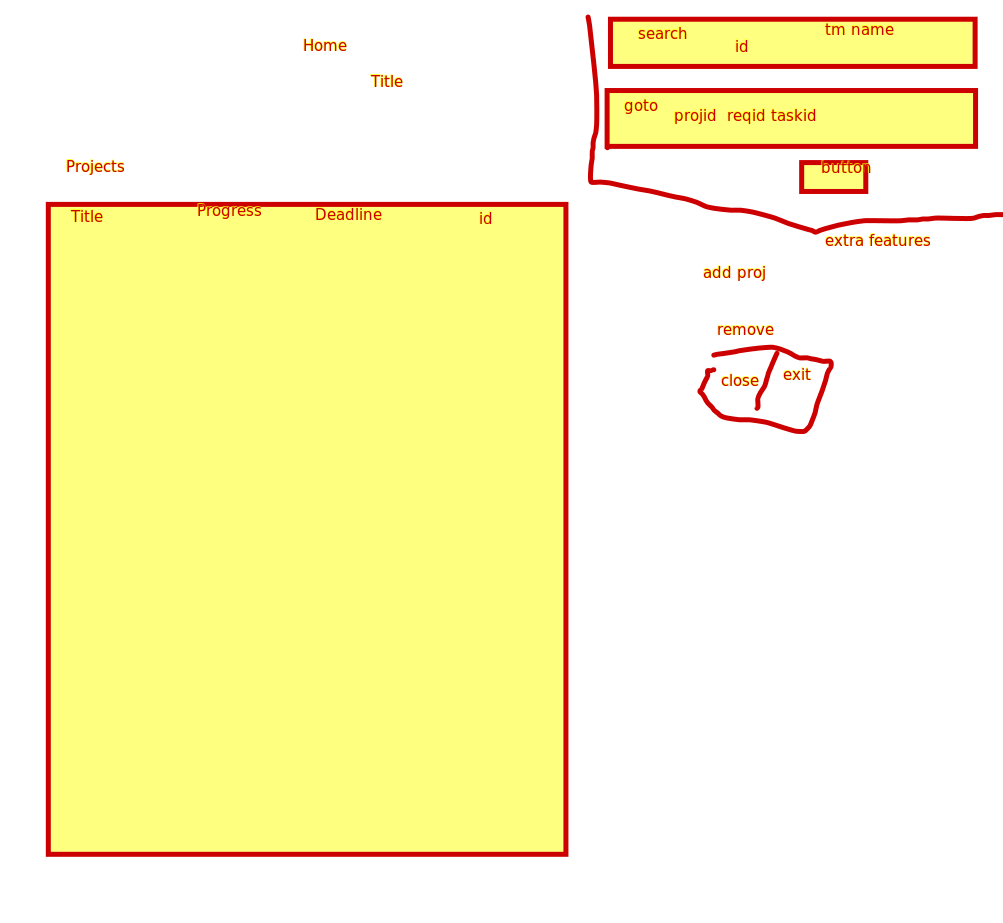 Home
Title
search id tm name
goto projid reqid taskid
button
extra features
Projects
Title Progress Deadline id
add proj
remove
close exit